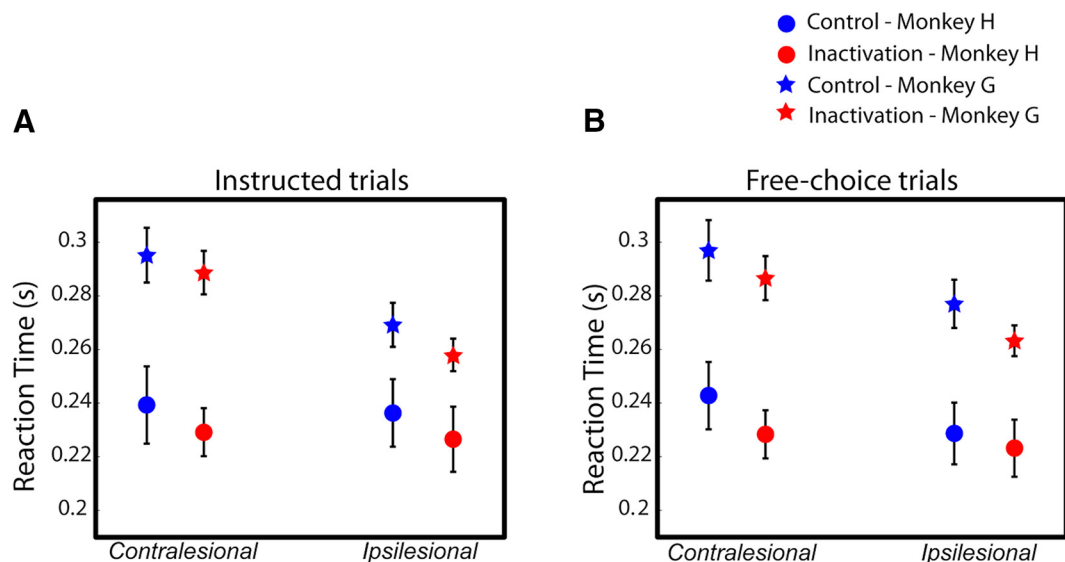 Control - Monkey H
Inactivation - Monkey H
Control - Monkey G
Inactivation - Monkey G
A
B
Instructed trials
Reaction Time (s)
0.3
0.28
0.26
0.24
0.22
0.2
Contralesional Ipsilesional
Free-choice trials
Reaction Time (s)
0.3
0.28
0.26
0.24
0.22
0.2
Contralesional Ipsilesional